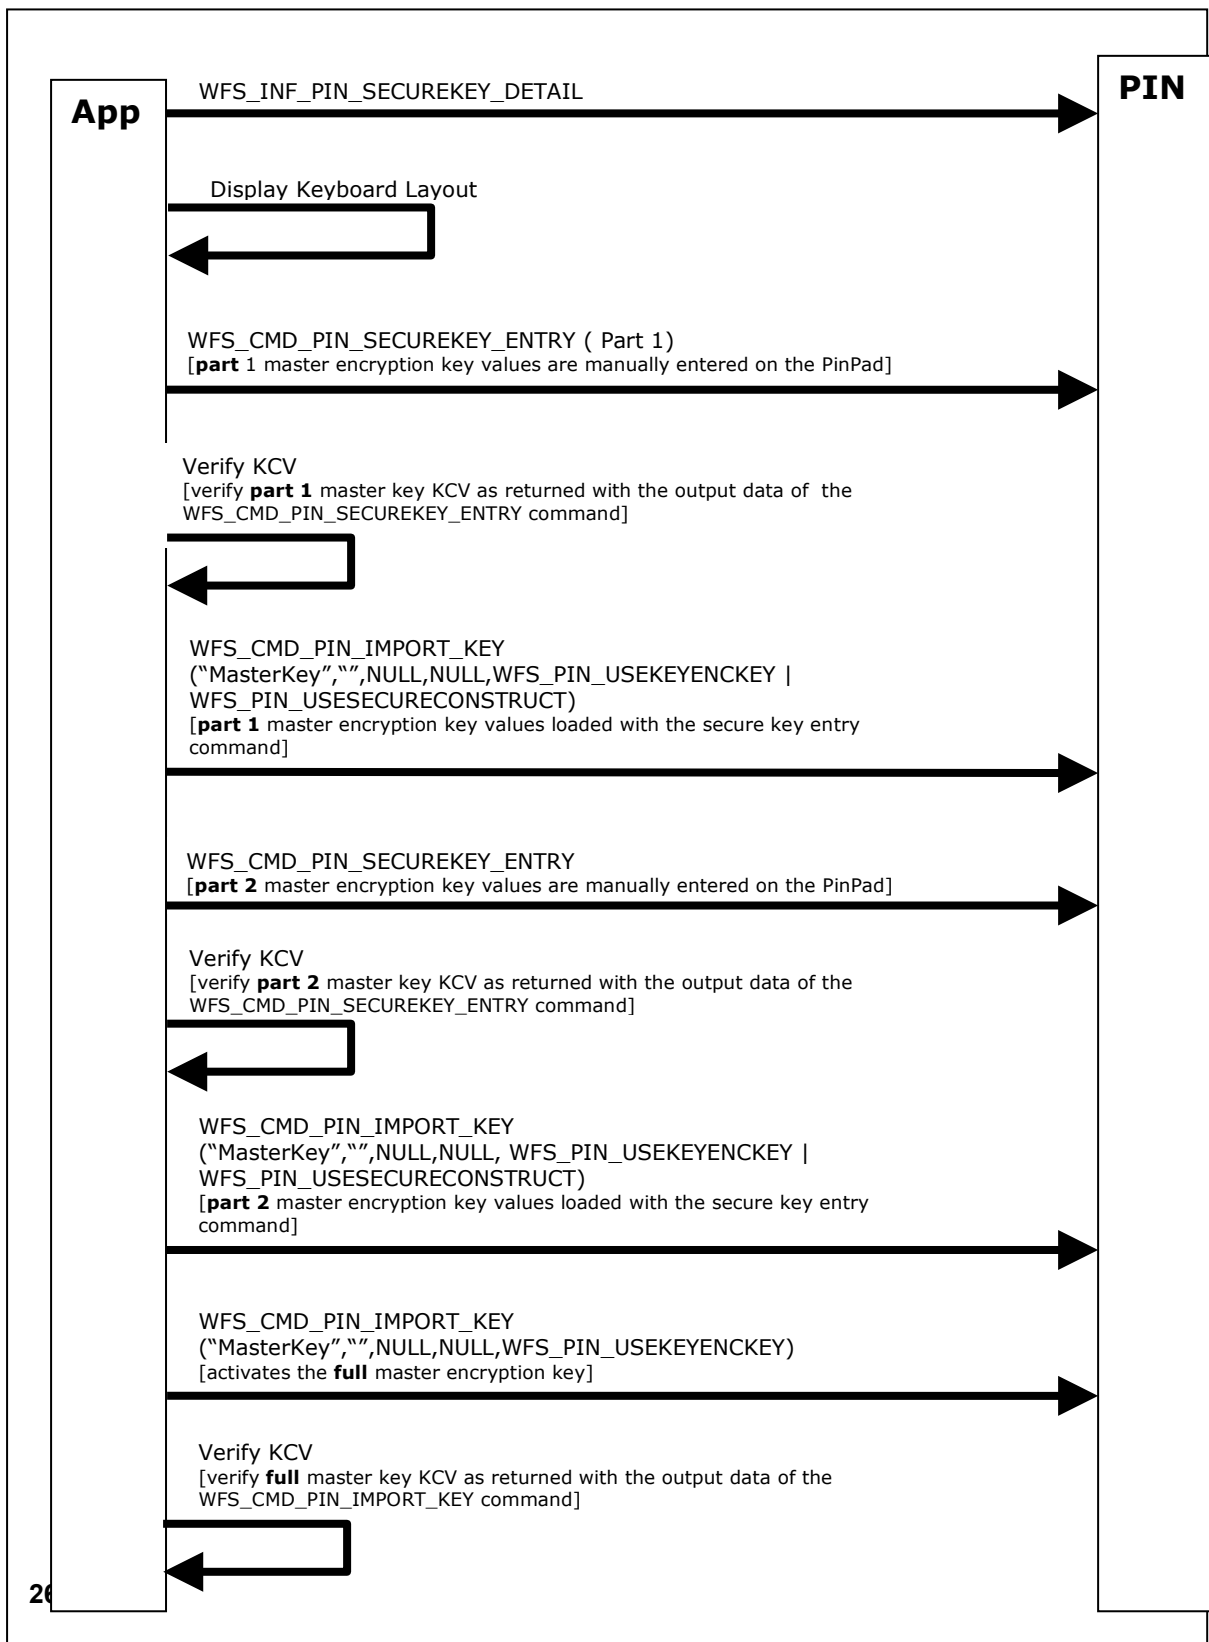 PIN
App
WFS_INF_PIN_SECUREKEY_DETAIL
Display Keyboard Layout
WFS_CMD_PIN_SECUREKEY_ENTRY ( Part 1)
[part 1 master encryption key values are manually entered on the PinPad]
Verify KCV
[verify part 1 master key KCV as returned with the output data of  the
WFS_CMD_PIN_SECUREKEY_ENTRY command]
WFS_CMD_PIN_IMPORT_KEY
(“MasterKey”,“”,NULL,NULL,WFS_PIN_USEKEYENCKEY |
WFS_PIN_USESECURECONSTRUCT)
[part 1 master encryption key values loaded with the secure key entry
command]
WFS_CMD_PIN_SECUREKEY_ENTRY
[part 2 master encryption key values are manually entered on the PinPad]
Verify KCV
[verify part 2 master key KCV as returned with the output data of the
WFS_CMD_PIN_SECUREKEY_ENTRY command]
WFS_CMD_PIN_IMPORT_KEY
(“MasterKey”,“”,NULL,NULL, WFS_PIN_USEKEYENCKEY |
WFS_PIN_USESECURECONSTRUCT)
[part 2 master encryption key values loaded with the secure key entry
command]
WFS_CMD_PIN_IMPORT_KEY
(“MasterKey”,“”,NULL,NULL,WFS_PIN_USEKEYENCKEY)
[activates the full master encryption key]
Verify KCV
[verify full master key KCV as returned with the output data of the
WFS_CMD_PIN_IMPORT_KEY command]